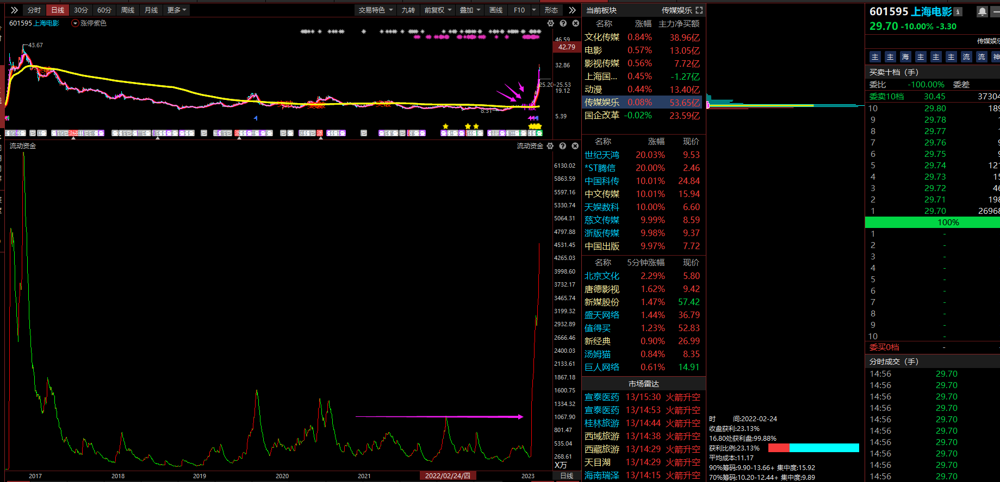 分时 日线 30分 60分 周线 月线 更多 交易特色 九转 前复权 叠加 画线 F10 形态
601595 上海电影 涨停紫色
43.67
46.59
42.79
32.86
25.20-25.53
19.12
8.31
5.39
流动资金 流动资金
6130.02
5863.59
5597.16
5330.74
5064.31
4797.88
4531.45
4265.03
3998.60
3732.17
3465.74
3199.32
2932.89
2666.46
2400.03
2133.61
1867.18
1600.75
1334.32
1067.90
801.47
535.04
268.61
X万
2017 2018 2019 2020 2021 2022/02/24/四 2023 日线
当前板块 传媒娱乐
名称 涨幅 主力净买额
文化传媒 0.84% 38.96亿
电影 0.57% 13.05亿
影视传媒 0.56% 7.72亿
上海国... 0.45% -1.27亿
动漫 0.44% 13.40亿
传媒娱乐 0.08% 53.65亿
国企改革 -0.02% 23.59亿
名称 涨幅 现价
世纪天鸿 20.03% 9.53
*ST腾信 20.00% 2.46
中国科传 10.01% 24.84
中文传媒 10.01% 15.94
天娱数科 10.00% 6.60
慈文传媒 9.99% 8.59
浙版传媒 9.98% 9.37
中国出版 9.97% 7.72
名称 5分钟涨幅 现价
北京文化 2.29% 5.80
唐德影视 1.62% 9.42
新媒股份 1.47% 57.42
盛天网络 1.44% 36.79
值得买 1.23% 52.83
新经典 0.90% 26.99
汤姆猫 0.84% 8.35
巨人网络 0.61% 14.91
市场雷达
宣泰医药 13/15:30 火箭升空
宣泰医药 13/14:53 火箭升空
桂林旅游 13/14:44 火箭升空
西域旅游 13/14:38 火箭升空
西藏旅游 13/14:29 火箭升空
天目湖 13/14:29 火箭升空
海南瑞泽 13/14:15 火箭升空
时 间:2022-02-24
收盘获利:23.13%
16.80处获利盘:99.88%
获利比例:23.13%
平均成本:11.17
90%筹码:9.90-13.66+ 集中度:15.92
70%筹码:10.20-12.44+ 集中度:9.89
601595 上海电影
29.70 -10.00% -3.30
传媒娱乐
主 主 海 主 主 主 流 流 神
买卖十档 (手)
委比 -100.00% 委差
委卖10档 30.45 37304
10 29.80 189
9 29.78
8 29.77
7 29.76
6 29.75
5 29.74 121
4 29.73 15
3 29.72 46
2 29.71 198
1 29.70 26968
100%
1 -
2 -
3 -
4 -
5 -
6 -
7 -
8 -
9 -
10 -
委买0档 -
分时成交 (手)
14:56 29.70
14:56 29.70
14:56 29.70
14:56 29.70
14:56 29.70
14:56 29.70
14:56 29.70
14:56 29.70
14:56 29.70
14:56 29.70